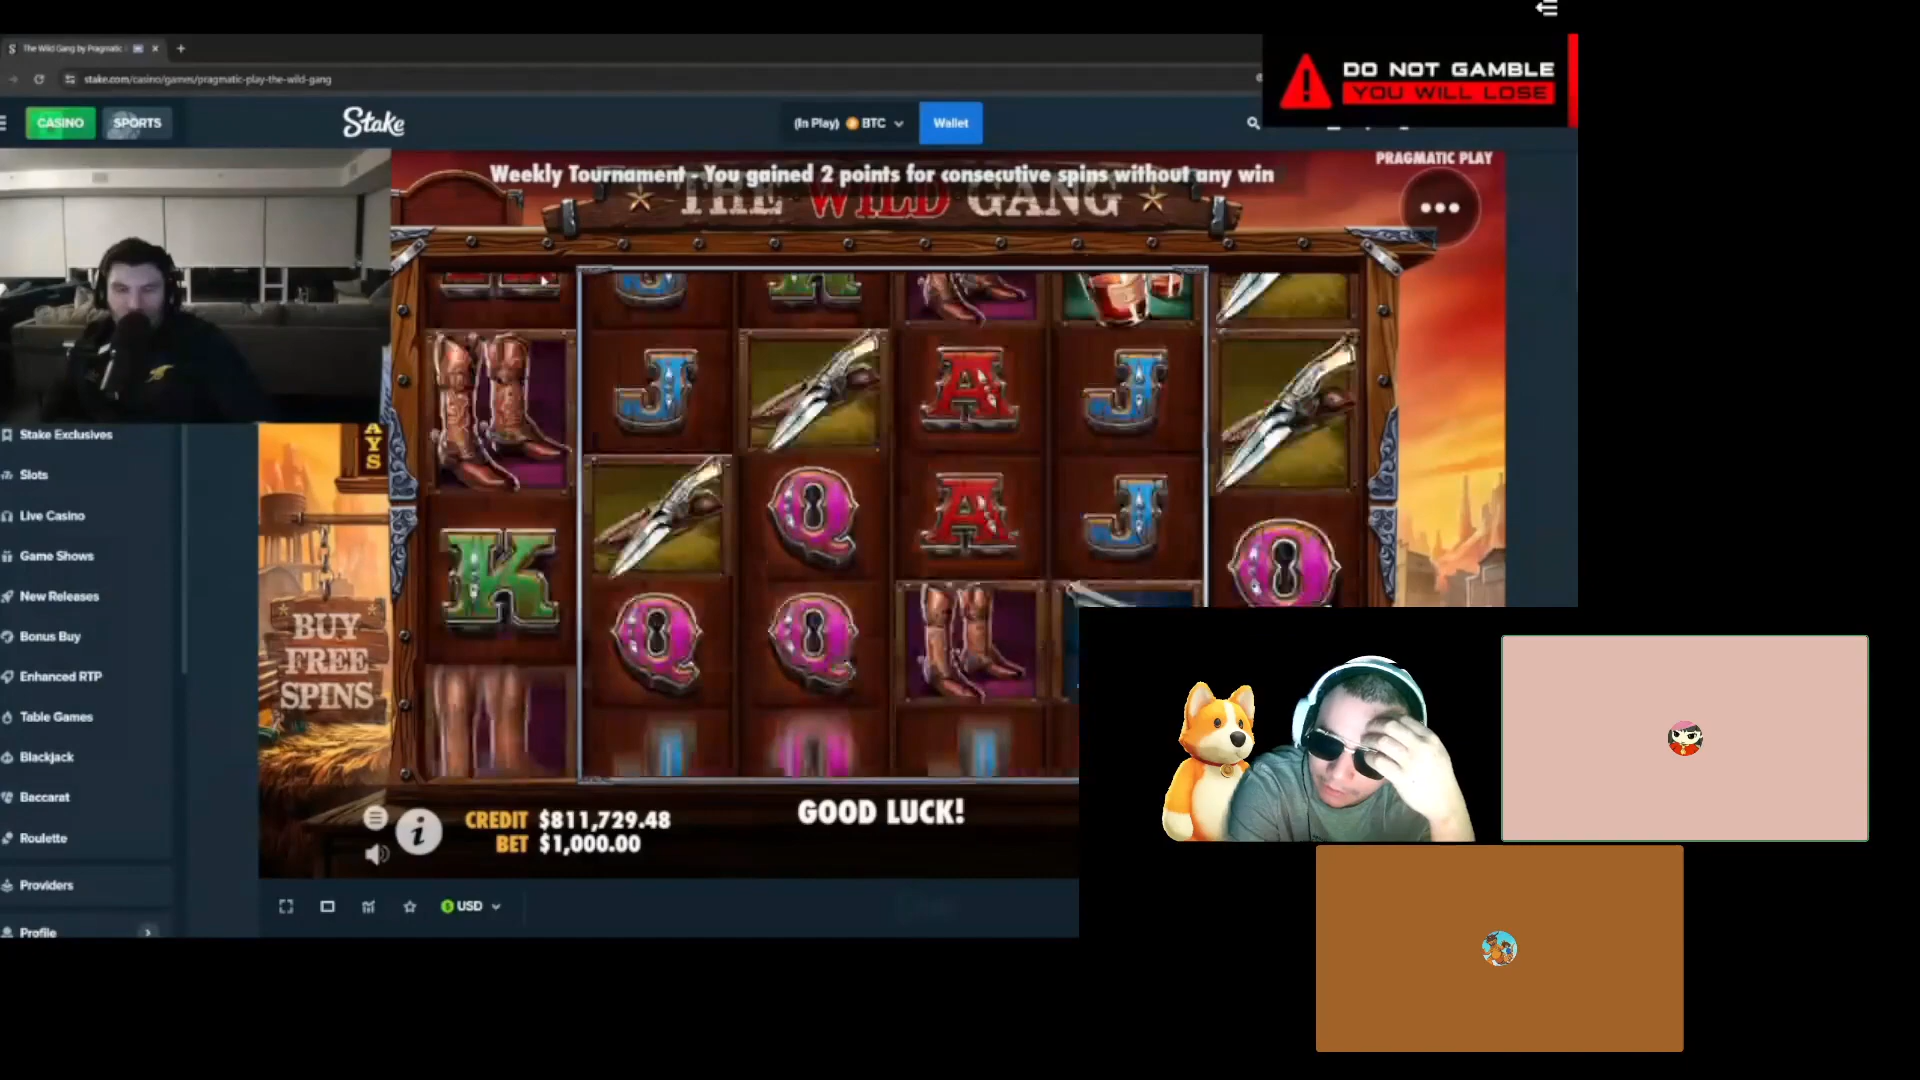 The Wild Gang by Pragmatic
stake.com/casino/games/pragmatic-play-the-wild-gang
DO NOT GAMBLE
YOU WILL LOSE
CASINO
SPORTS
Stake
(In Play)
BTC
Wallet
PRAGMATIC PLAY
Weekly Tournament - You gained 2 points for consecutive spins without any win
THE WILD GANG
J
A
J
AYS
Q
A
J
K
Q
Q
Q
Stake Exclusives
Slots
Live Casino
Game Shows
New Releases
Bonus Buy
Enhanced RTP
Table Games
Blackjack
Baccarat
Roulette
Providers
Profile
BUY
FREE
SPINS
CREDIT $811,729.48
BET $1,000.00
GOOD LUCK!
USD